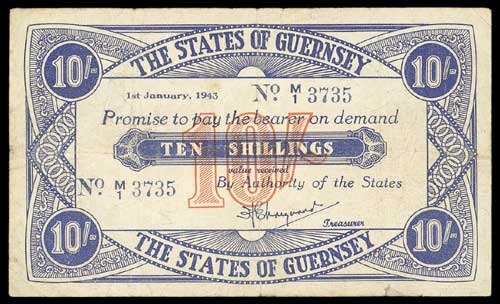 10/- THE STATES OF GUERNSEY 10/-
1st January, 1943 No. M/1 3735
Promise to pay the bearer on demand
10/-
TEN SHILLINGS
value received
No. M/1 3735 By Authority of the States
Treasurer
10/- THE STATES OF GUERNSEY 10/-